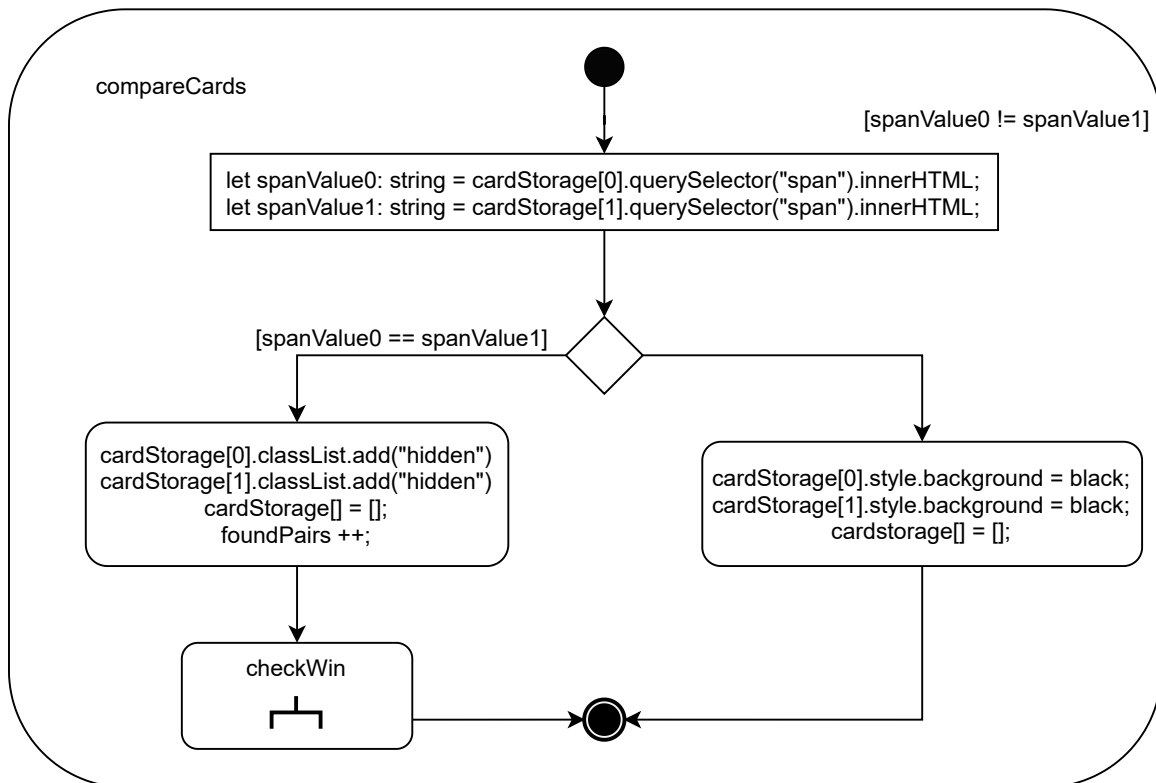 compareCards
[spanValue0 != spanValue1]
let spanValue0: string = cardStorage[0].querySelector("span").innerHTML;
let spanValue1: string = cardStorage[1].querySelector("span").innerHTML;
[spanValue0 == spanValue1]
cardStorage[0].classList.add("hidden")
cardStorage[1].classList.add("hidden")
cardStorage[] = [];
foundPairs ++;
cardStorage[0].style.background = black;
cardStorage[1].style.background = black;
cardstorage[] = [];
checkWin